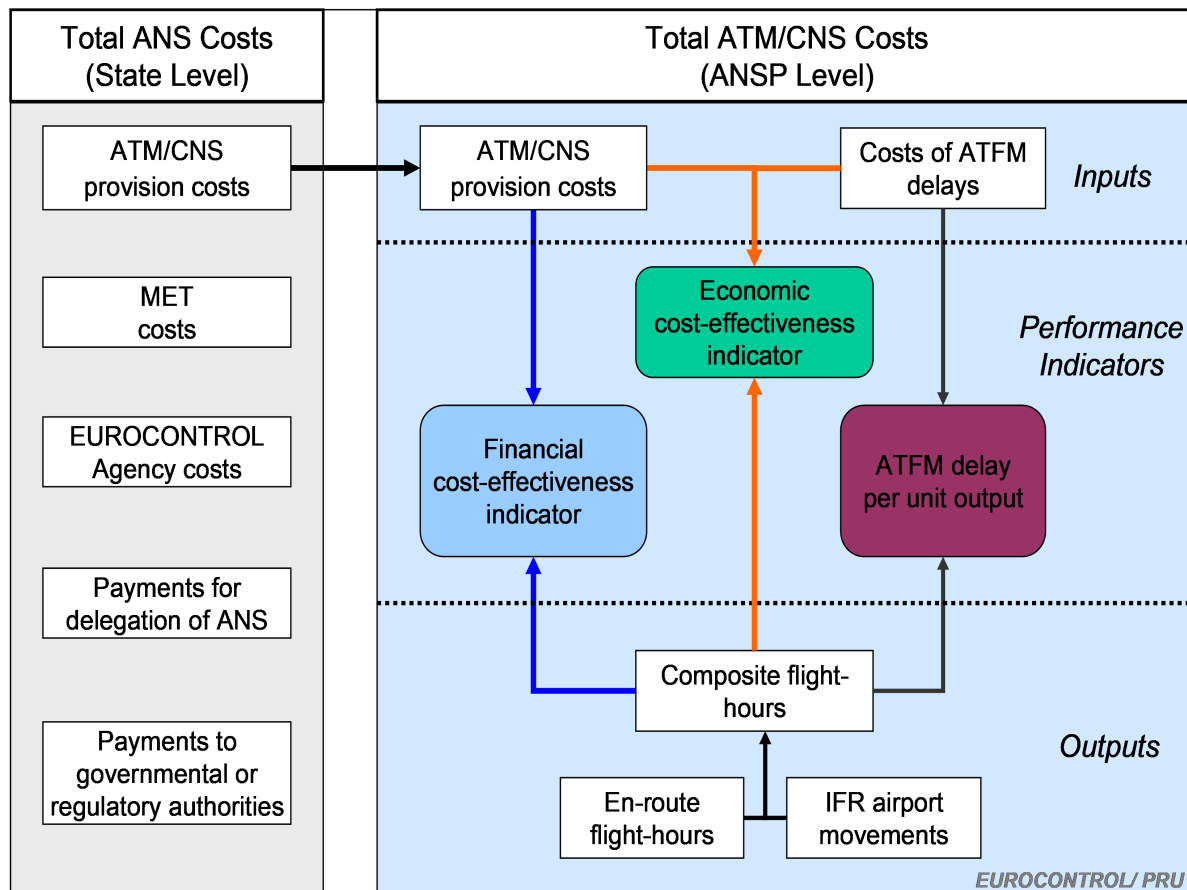 Total ANS Costs
(State Level)
ATM/CNS
provision costs
MET
costs
EUROCONTROL
Agency costs
Payments for
delegation of ANS
Payments to
governmental or
regulatory authorities
Total ATM/CNS Costs
(ANSP Level)
ATM/CNS
provision costs
Costs of ATFM
delays
Inputs
Economic
cost-effectiveness
indicator
Performance
Indicators
Financial
cost-effectiveness
indicator
ATFM delay
per unit output
Composite flight-
hours
Outputs
En-route
flight-hours
IFR airport
movements
EUROCONTROL/ PRU